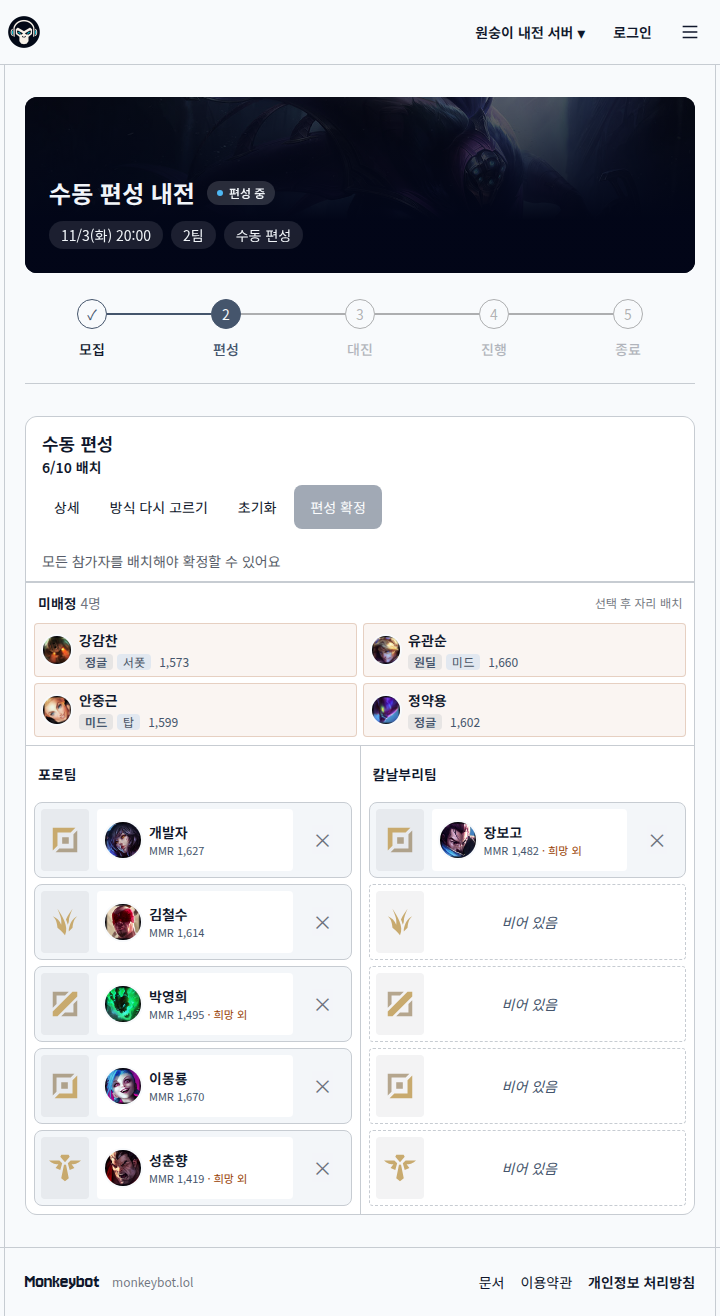 원숭이 내전 서버 ▾ 로그인
수동 편성 내전 편성 중
11/3(화) 20:00 2팀 수동 편성
✓ 2 3 4 5
모집 편성 대진 진행 종료
수동 편성
6/10 배치
상세 방식 다시 고르기 초기화 편성 확정
모든 참가자를 배치해야 확정할 수 있어요
미배정 4명 선택 후 자리 배치
강감찬
정글 서폿 1,573
유관순
원딜 미드 1,660
안중근
미드 탑 1,599
정약용
정글 1,602
포로팀
개발자
MMR 1,627
김철수
MMR 1,614
박영희
MMR 1,495 · 희망 외
이몽룡
MMR 1,670
성춘향
MMR 1,419 · 희망 외
칼날부리팀
장보고
MMR 1,482 · 희망 외
비어 있음
비어 있음
비어 있음
비어 있음
Monkeybot monkeybot.lol 문서 이용약관 개인정보 처리방침